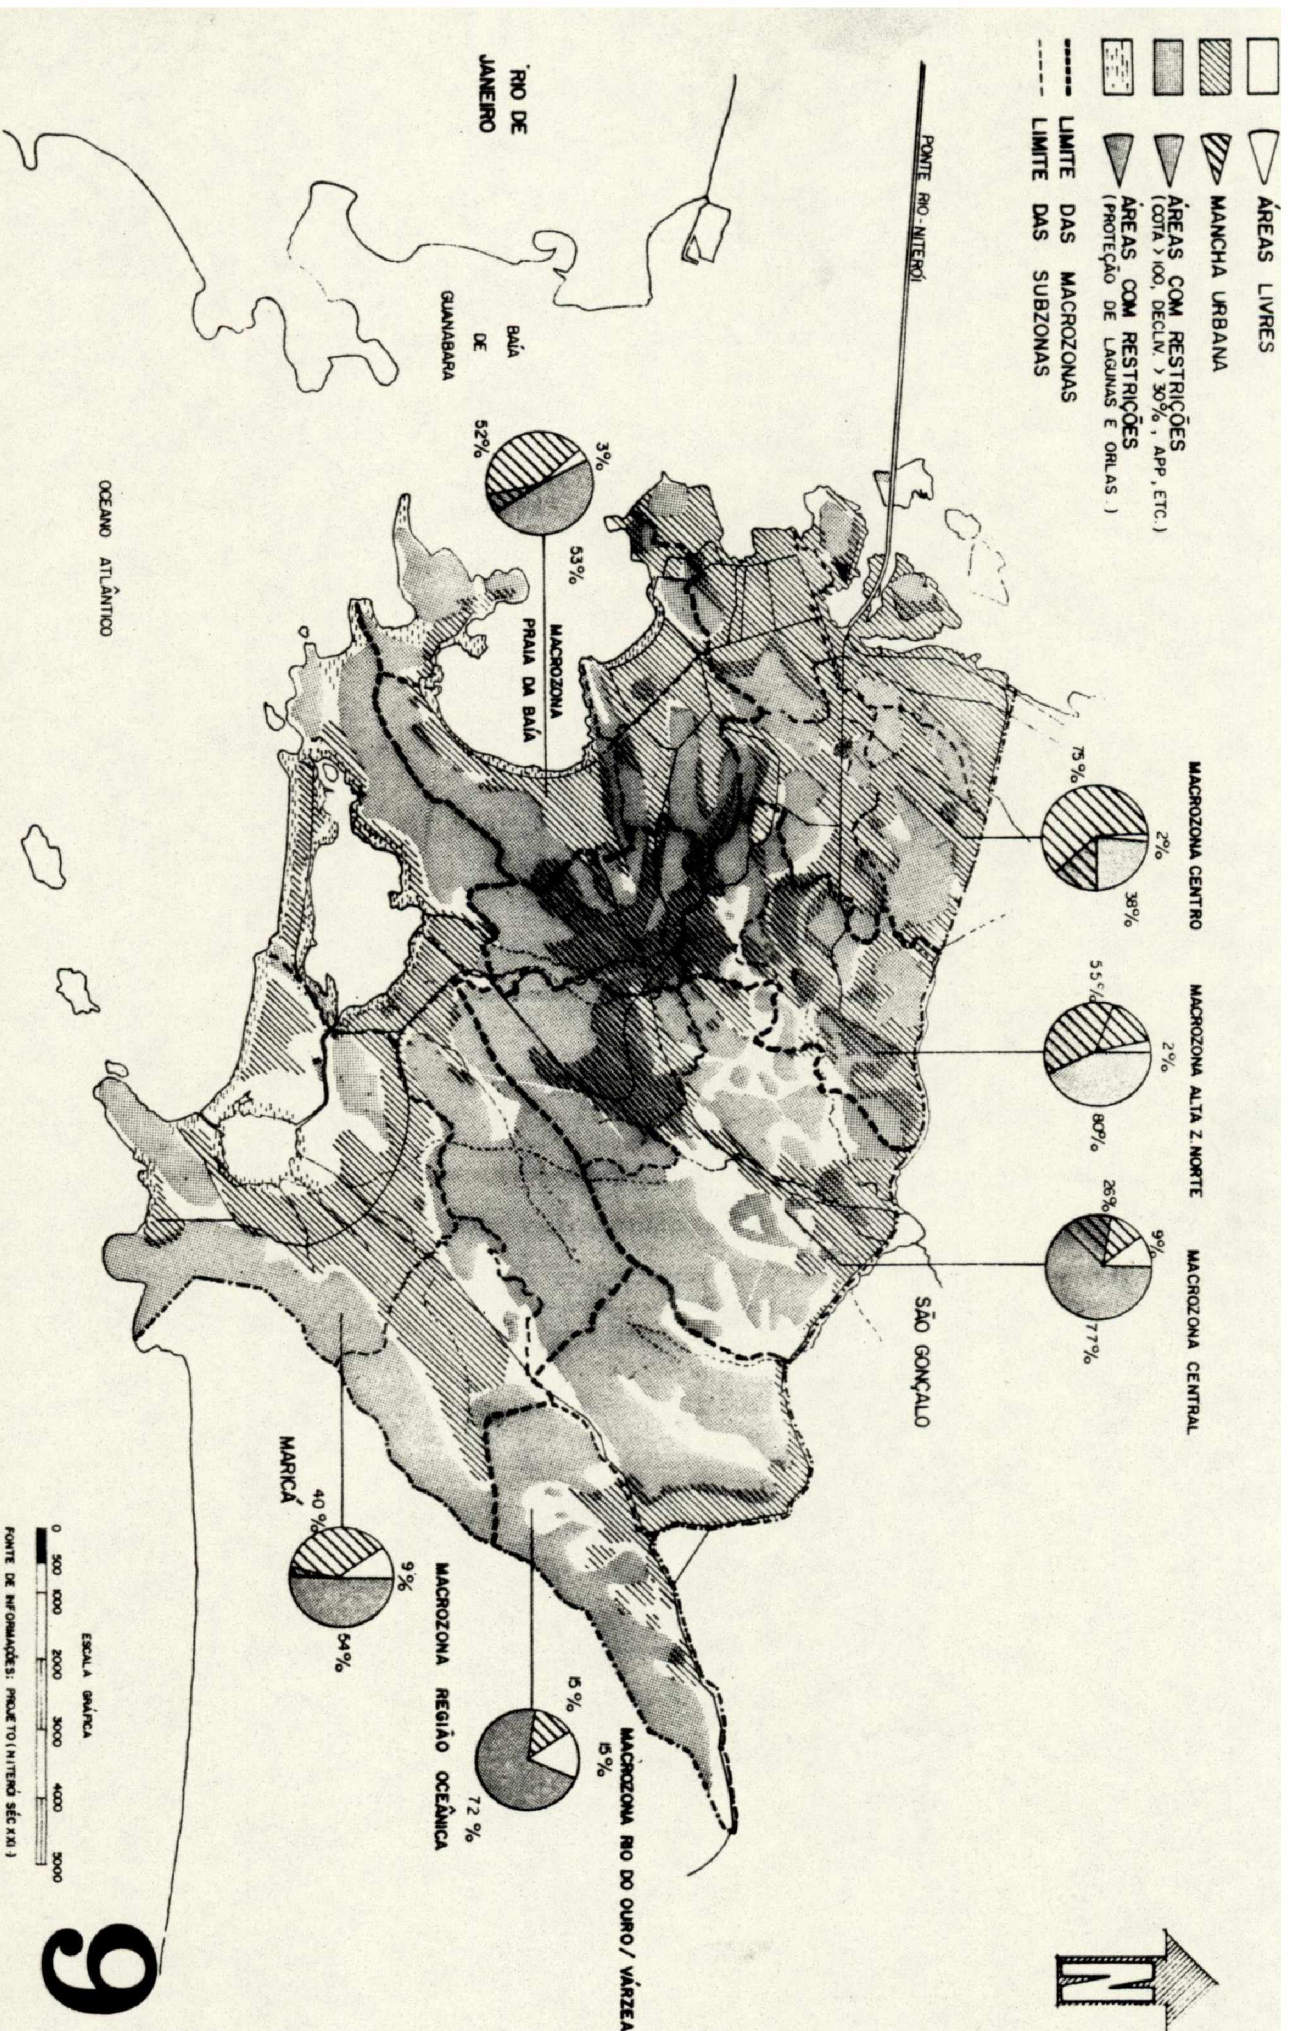 ÁREAS LIVRES
MANCHA URBANA
ÁREAS COM RESTRIÇÕES
(COTA > 100, DECLIV. > 30%, APP, ETC.)
ÁREAS COM RESTRIÇÕES
(PROTEÇÃO DE LAGUNAS E ORLAS.)
LIMITE DAS MACROZONAS
LIMITE DAS SUBZONAS
PONTE RIO-NITERÓI
RIO DE
JANEIRO
BAÍA
DE
GUANABARA
OCEANO ATLÂNTICO
MACROZONA CENTRO
75%
2%
38%
MACROZONA ALTA Z.NORTE
55%
2%
80%
MACROZONA CENTRAL
26%
9%
77%
SÃO GONÇALO
3%
52%
53%
MACROZONA
PRAIA DA BAÍA
MARICÁ
40%
9%
54%
MACROZONA REGIÃO OCEÂNICA
15%
15%
72%
MACROZONA RIO DO OURO/ VÁRZEA
ESCALA GRÁFICA
0 500 1000 2000 3000 4000 5000
FONTE DE INFORMAÇÕES: PROJETO (NITERÓI SÉC XXI.)
N
9